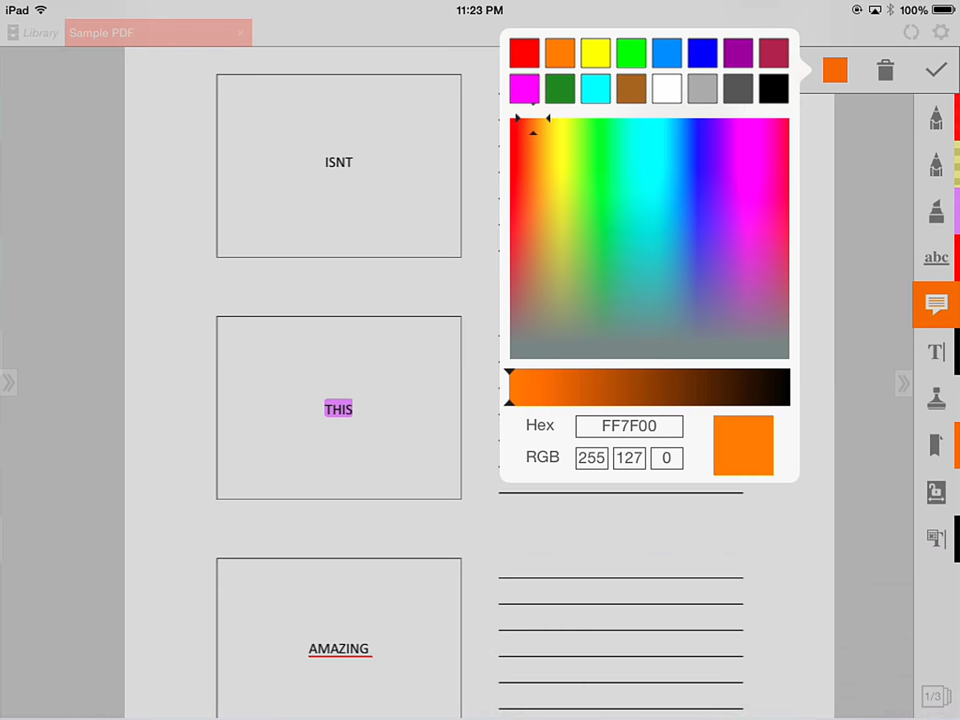 iPad 11:23 PM 100%
Library Sample PDF ×
ISNT
abc
T
THIS
Hex FF7F00
RGB 255 127 0
T
AMAZING
1/3